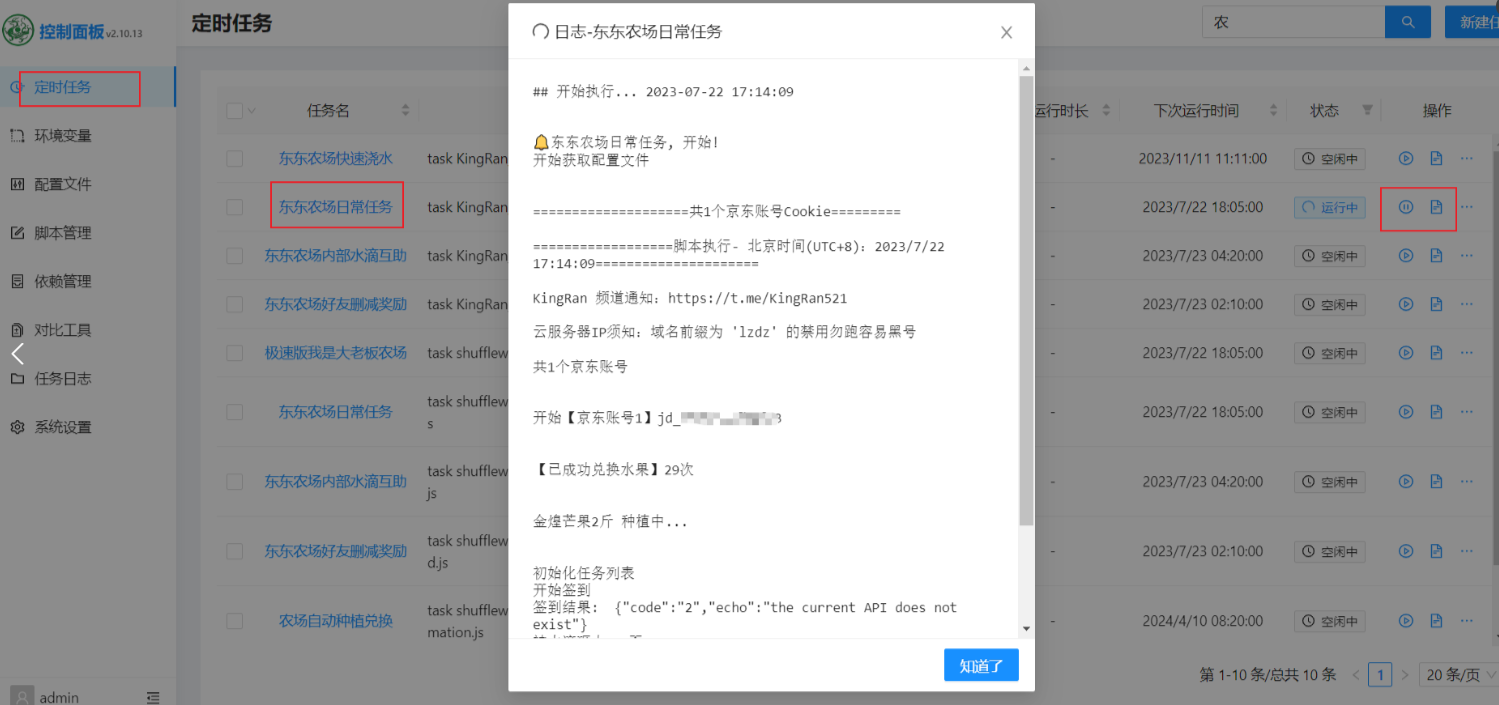 控制面板 v2.10.13
定时任务
农
新建任
定时任务
环境变量
配置文件
脚本管理
依赖管理
对比工具
任务日志
系统设置
admin
任务名
运行时长
下次运行时间
状态
操作
东东农场快速浇水 task KingRan - 2023/11/11 11:11:00 空闲中
东东农场日常任务 task KingRan - 2023/7/22 18:05:00 运行中
东东农场内部水滴互助 task KingRan - 2023/7/23 04:20:00 空闲中
东东农场好友删减奖励 task KingRan - 2023/7/23 02:10:00 空闲中
极速版我是大老板农场 task shufflew - 2023/7/22 18:05:00 空闲中
东东农场日常任务 task shufflew - 2023/7/22 18:05:00 空闲中
s
东东农场内部水滴互助 task shufflew - 2023/7/23 04:20:00 空闲中
js
东东农场好友删减奖励 task shufflew - 2023/7/23 02:10:00 空闲中
d.js
农场自动种植兑换 task shufflew - 2024/4/10 08:20:00 空闲中
mation.js
第 1-10 条/总共 10 条 < 1 > 20 条/页
日志-东东农场日常任务
## 开始执行... 2023-07-22 17:14:09
🔔东东农场日常任务, 开始!
开始获取配置文件
====================共1个京东账号Cookie=========
==================脚本执行- 北京时间(UTC+8): 2023/7/22
17:14:09=====================
KingRan 频道通知: https://t.me/KingRan521
云服务器IP须知: 域名前缀为 'lzdz' 的禁用勿跑容易黑号
共1个京东账号
开始【京东账号1】jd_
【已成功兑换水果】29次
金煌芒果2斤 种植中...
初始化任务列表
开始签到
签到结果: {"code":"2","echo":"the current API does not
exist"}
知道了